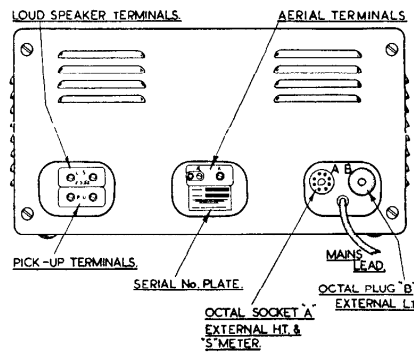 LOUD SPEAKER TERMINALS.
AERIAL TERMINALS
A B
PICK-UP TERMINALS.
SERIAL No. PLATE.
MAINS
LEAD.
OCTAL PLUG "B"
EXTERNAL
OCTAL SOCKET "A"
EXTERNAL H.T. &
"S" METER.